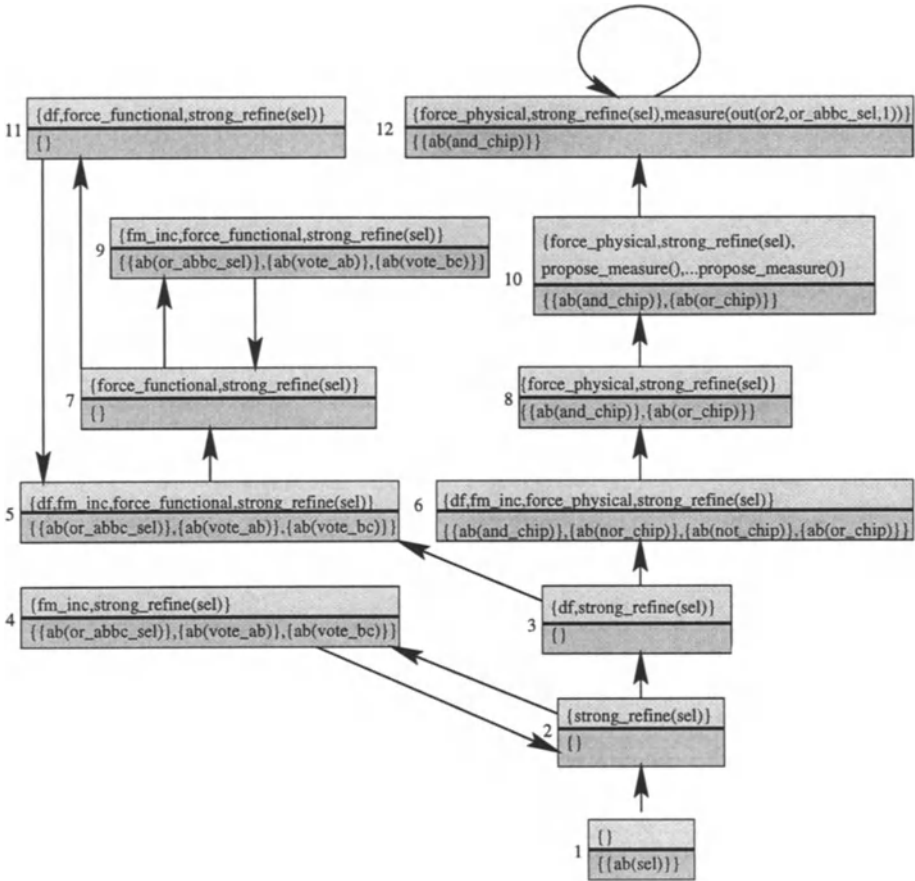 11
{df,force_functional,strong_refine(sel)}
{}
12
{force_physical,strong_refine(sel),measure(out(or2,or_abbc_sel,1))}
{{ab(and_chip}}
9
{fm_inc,force_functional,strong_refine(sel)}
{{ab(or_abbc_sel)},{ab(vote_ab)},{ab(vote_bc)}}
10
{force_physical,strong_refine(sel),
propose_measure(),...propose_measure()}
{{ab(and_chip)},{ab(or_chip)}}
7
{force_functional,strong_refine(sel)}
{}
8
{force_physical,strong_refine(sel)}
{{ab(and_chip)},{ab(or_chip)}}
5
{df,fm_inc,force_functional,strong_refine(sel)}
{{ab(or_abbc_sel)},{ab(vote_ab)},{ab(vote_bc)}}
6
{df,fm_inc,force_physical,strong_refine(sel)}
{{ab(and_chip)},{ab(nor_chip)},{ab(not_chip)},{ab(or_chip)}}
4
{fm_inc,strong_refine(sel)}
{{ab(or_abbc_sel)},{ab(vote_ab)},{ab(vote_bc)}}
3
{df,strong_refine(sel)}
{}
2
{strong_refine(sel)}
{}
1
{}
{{ab(sel)}}